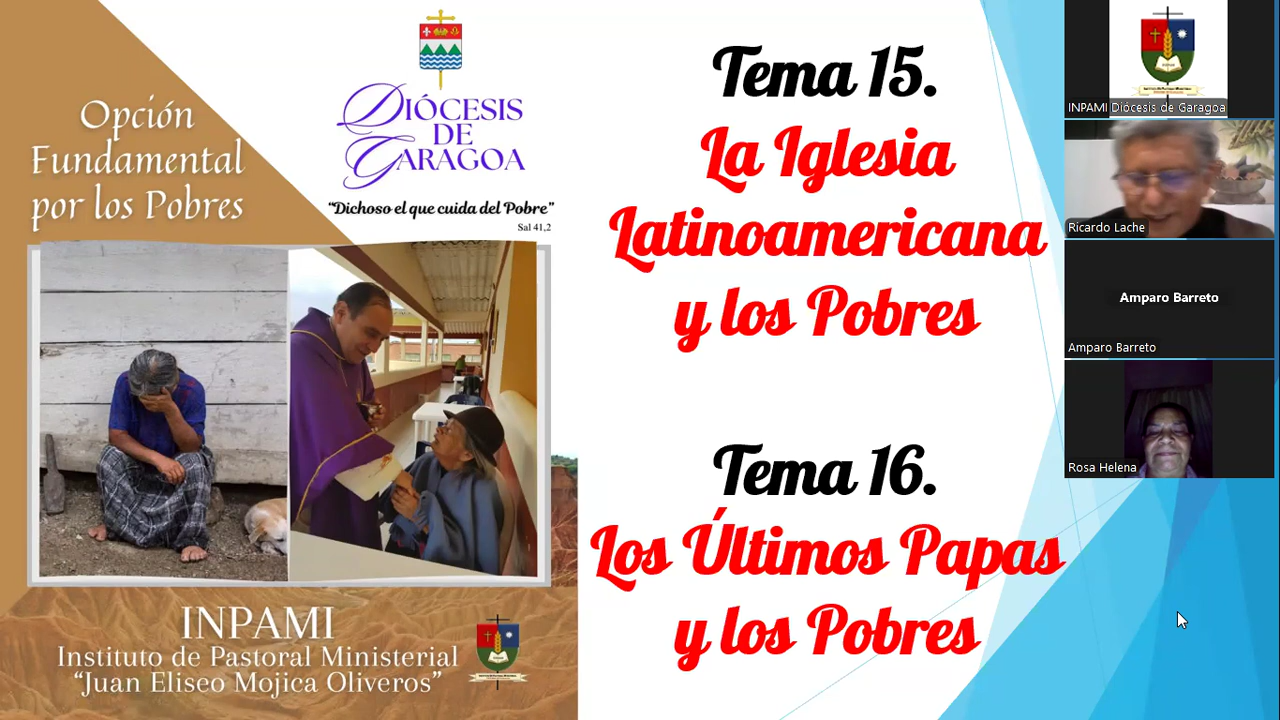 Opción
Fundamental
por los Pobres
DIÓCESIS
DE
GARAGOA
“Dichoso el que cuida del Pobre”
Sal 41,2
INPAMI
Instituto de Pastoral Ministerial
“Juan Eliseo Mojica Oliveros”
Tema 15.
La Iglesia
Latinoamericana
y los Pobres
Tema 16.
Los Últimos Papas
y los Pobres
INPAMI Diócesis de Garagoa
Ricardo Lache
Amparo Barreto
Amparo Barreto
Rosa Helena